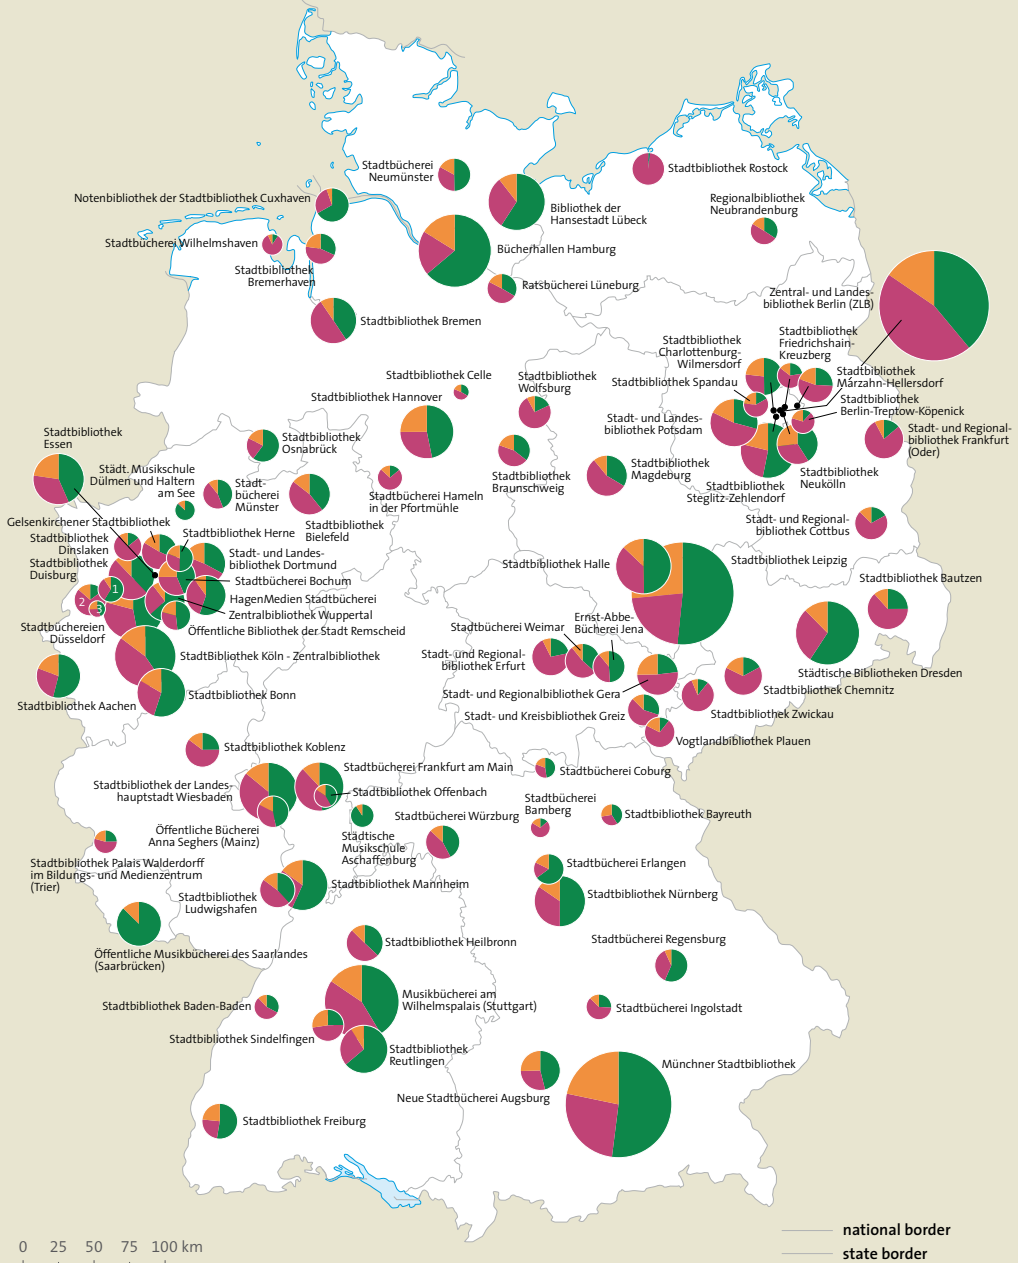 Stadtbücherei
Neumünster
Stadtbibliothek Rostock
Notenbibliothek der Stadtbibliothek Cuxhaven
Bibliothek der
Hansestadt Lübeck
Regionalbibliothek
Neubrandenburg
Stadtbücherei Wilhelmshaven
Bücherhallen Hamburg
Stadtbibliothek
Bremerhaven
Ratsbücherei Lüneburg
Zentral- und Landes-
bibliothek Berlin (ZLB)
Stadtbibliothek Bremen
Stadtbibliothek
Friedrichshain-
Kreuzberg
Stadtbibliothek
Charlottenburg-
Wilmersdorf
Stadtbibliothek Celle
Stadtbibliothek
Wolfsburg
Stadtbibliothek Spandau
Stadtbibliothek
Marzahn-Hellersdorf
Stadtbibliothek Hannover
Stadtbibliothek
Berlin-Treptow-Köpenick
Stadt- und Landes-
bibliothek Potsdam
Stadt- und Regional-
bibliothek Frankfurt
(Oder)
Stadtbibliothek
Essen
Stadtbibliothek
Osnabrück
Stadtbibliothek
Braunschweig
Stadtbibliothek
Magdeburg
Stadtbibliothek
Neukölln
Stadtbibliothek
Steglitz-Zehlendorf
Städt. Musikschule
Dülmen und Haltern
am See
Stadt-
bücherei
Münster
Stadtbücherei Hameln
in der Pfortmühle
Stadtbibliothek
Bielefeld
Stadt- und Regional-
bibliothek Cottbus
Gelsenkirchener Stadtbibliothek
Stadtbibliothek Herne
Stadtbibliothek
Dinslaken
Stadt- und Landes-
bibliothek Dortmund
Stadtbibliothek
Duisburg
Stadtbücherei Bochum
Stadtbibliothek Halle
Stadtbibliothek Leipzig
Stadtbibliothek Bautzen
1
2
3
HagenMedien Stadtbücherei
Zentralbibliothek Wuppertal
Stadtbüchereien
Düsseldorf
Öffentliche Bibliothek der Stadt Remscheid
Ernst-Abbe-
Bücherei Jena
Stadtbücherei Weimar
Stadt- und Regional-
bibliothek Erfurt
StadtBibliothek Köln - Zentralbibliothek
Städtische Bibliotheken Dresden
Stadtbibliothek Chemnitz
Stadtbibliothek Aachen
Stadtbibliothek Bonn
Stadt- und Regionalbibliothek Gera
Stadt- und Kreisbibliothek Greiz
Stadtbibliothek Zwickau
Vogtlandbibliothek Plauen
Stadtbibliothek Koblenz
Stadtbücherei Frankfurt am Main
Stadtbücherei Coburg
Stadtbibliothek der Landes-
hauptstadt Wiesbaden
Stadtbibliothek Offenbach
Stadtbücherei
Bamberg
Stadtbibliothek Bayreuth
Öffentliche Bücherei
Anna Seghers (Mainz)
Städtische
Musikschule
Aschaffenburg
Stadtbücherei Würzburg
Stadtbibliothek Palais Walderdorff
im Bildungs- und Medienzentrum
(Trier)
Stadtbücherei Erlangen
Stadtbibliothek Mannheim
Stadtbibliothek
Ludwigshafen
Stadtbibliothek Nürnberg
Öffentliche Musikbücherei des Saarlandes
(Saarbrücken)
Stadtbibliothek Heilbronn
Stadtbücherei Regensburg
Musikbücherei am
Wilhelmspalais (Stuttgart)
Stadtbibliothek Baden-Baden
Stadtbücherei Ingolstadt
Stadtbibliothek Sindelfingen
Stadtbibliothek
Reutlingen
Münchner Stadtbibliothek
Neue Stadtbücherei Augsburg
Stadtbibliothek Freiburg
national border
state border
0 25 50 75 100 km